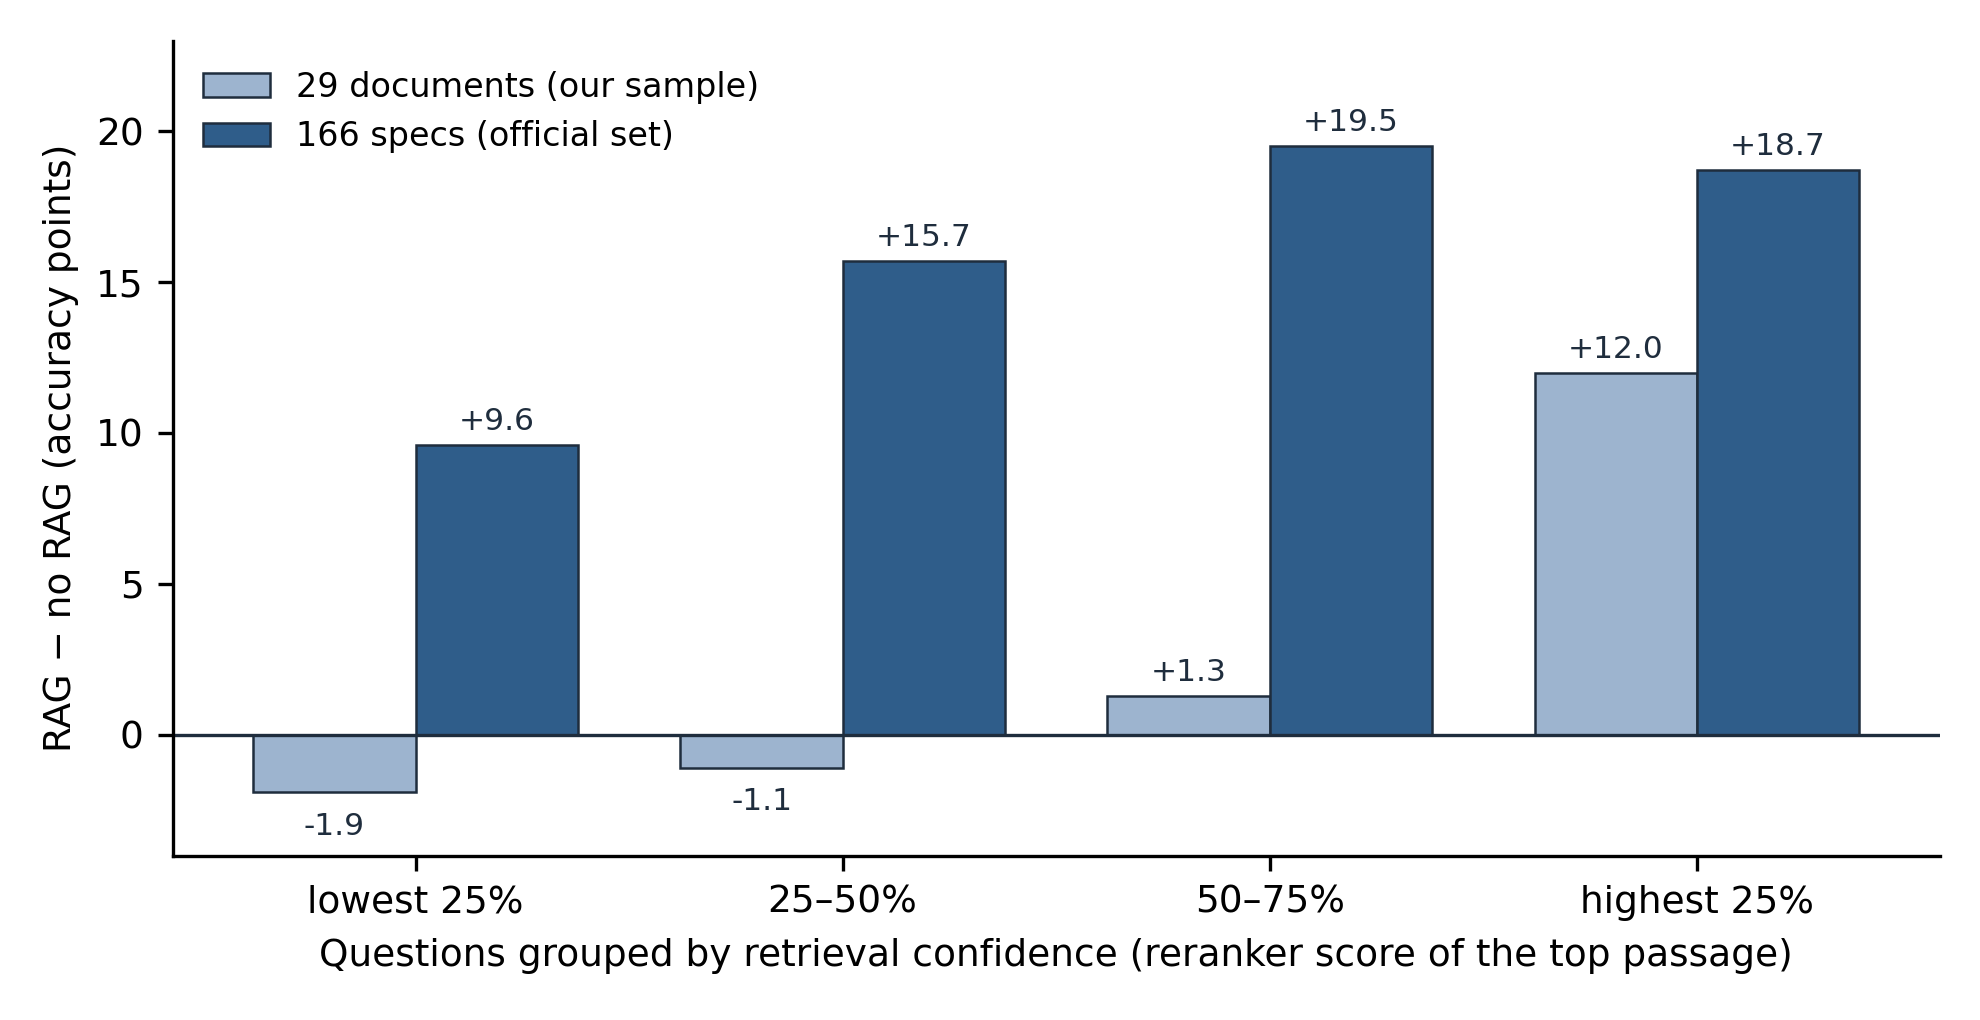 29 documents (our sample)
166 specs (official set)
RAG − no RAG (accuracy points)
20
15
10
5
0
-1.9
+9.6
-1.1
+15.7
+1.3
+19.5
+12.0
+18.7
lowest 25%
25–50%
50–75%
highest 25%
Questions grouped by retrieval confidence (reranker score of the top passage)